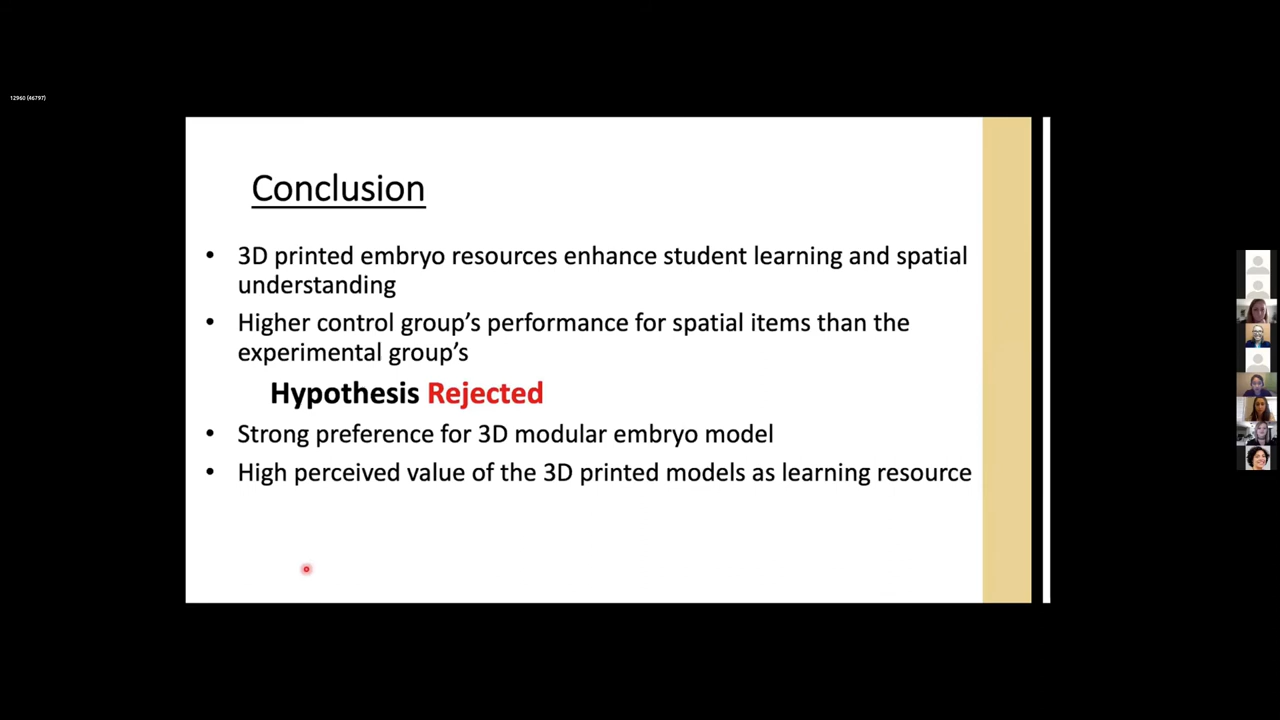 12960 (46797)
Conclusion
• 3D printed embryo resources enhance student learning and spatial
understanding
• Higher control group’s performance for spatial items than the
experimental group’s
Hypothesis Rejected
• Strong preference for 3D modular embryo model
• High perceived value of the 3D printed models as learning resource